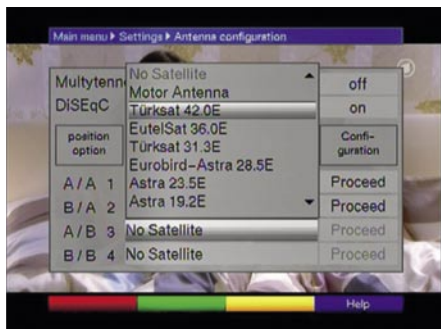 Main menu ▸ Settings ▸ Antenna configuration
Multytenn
off
DiSEqC
on
position option
Confi-guration
No Satellite
Motor Antenna
Türksat 42.0E
EutelSat 36.0E
Türksat 31.3E
Eurobird-Astra 28.5E
Astra 23.5E
Astra 19.2E
A/A 1
Proceed
B/A 2
Proceed
A/B 3 No Satellite Proceed
B/B 4 No Satellite Proceed
Help